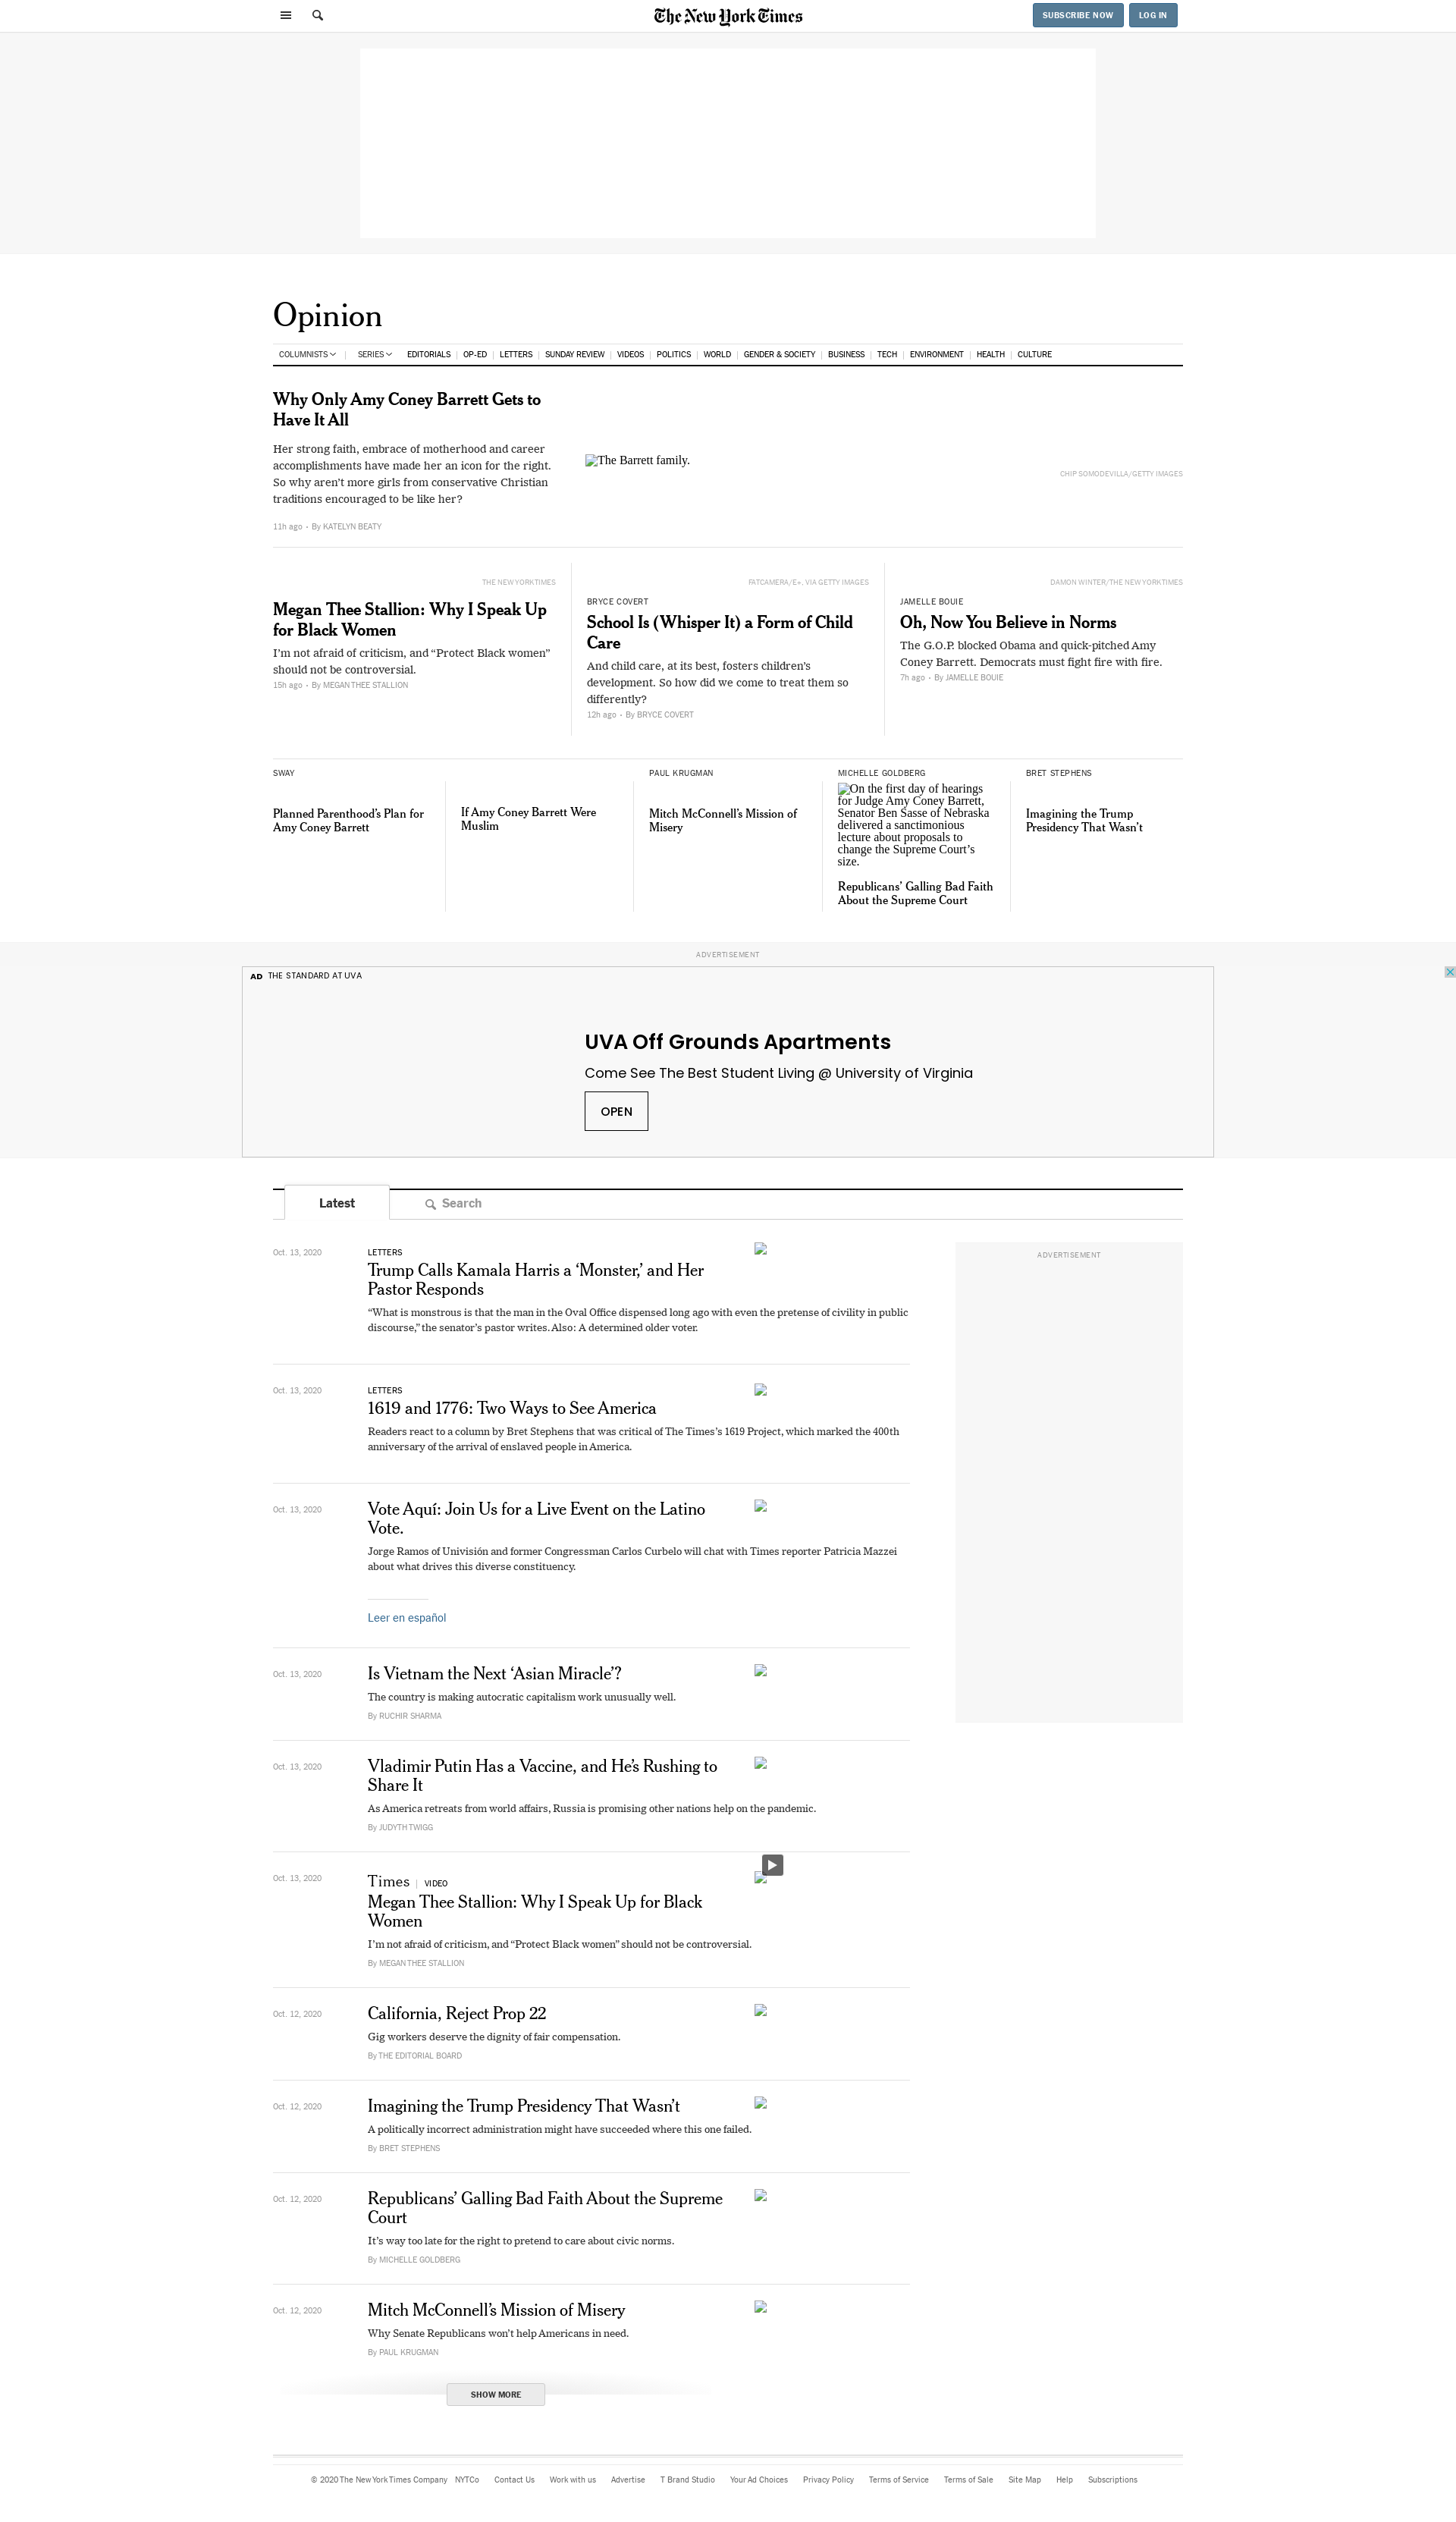 The New York Times
SUBSCRIBE NOW
LOG IN
Opinion
COLUMNISTS
SERIES
EDITORIALS
OP-ED
LETTERS
SUNDAY REVIEW
VIDEOS
POLITICS
WORLD
GENDER & SOCIETY
BUSINESS
TECH
ENVIRONMENT
HEALTH
CULTURE
Why Only Amy Coney Barrett Gets to
Have It All
Her strong faith, embrace of motherhood and career
accomplishments have made her an icon for the right.
So why aren't more girls from conservative Christian
traditions encouraged to be like her?
11h ago • By KATELYN BEATY
The Barrett family.
CHIP SOMODEVILLA/GETTY IMAGES
THE NEW YORK TIMES
Megan Thee Stallion: Why I Speak Up
for Black Women
I'm not afraid of criticism, and “Protect Black women”
should not be controversial.
15h ago • By MEGAN THEE STALLION
FATCAMERA/E+, VIA GETTY IMAGES
BRYCE COVERT
School Is (Whisper It) a Form of Child
Care
And child care, at its best, fosters children's
development. So how did we come to treat them so
differently?
12h ago • By BRYCE COVERT
DAMON WINTER/THE NEW YORK TIMES
JAMELLE BOUIE
Oh, Now You Believe in Norms
The G.O.P. blocked Obama and quick-pitched Amy
Coney Barrett. Democrats must fight fire with fire.
7h ago • By JAMELLE BOUIE
SWAY
Planned Parenthood's Plan for
Amy Coney Barrett
If Amy Coney Barrett Were
Muslim
PAUL KRUGMAN
Mitch McConnell's Mission of
Misery
MICHELLE GOLDBERG
On the first day of hearings
for Judge Amy Coney Barrett,
Senator Ben Sasse of Nebraska
delivered a sanctimonious
lecture about proposals to
change the Supreme Court’s
size.
Republicans’ Galling Bad Faith
About the Supreme Court
BRET STEPHENS
Imagining the Trump
Presidency That Wasn’t
ADVERTISEMENT
AD THE STANDARD AT UVA
UVA Off Grounds Apartments
Come See The Best Student Living @ University of Virginia
OPEN
Latest
Search
ADVERTISEMENT
Oct. 13, 2020
LETTERS
Trump Calls Kamala Harris a ‘Monster,’ and Her
Pastor Responds
“What is monstrous is that the man in the Oval Office dispensed long ago with even the pretense of civility in public
discourse,” the senator’s pastor writes. Also: A determined older voter.
Oct. 13, 2020
LETTERS
1619 and 1776: Two Ways to See America
Readers react to a column by Bret Stephens that was critical of The Times’s 1619 Project, which marked the 400th
anniversary of the arrival of enslaved people in America.
Oct. 13, 2020
Vote Aquí: Join Us for a Live Event on the Latino
Vote.
Jorge Ramos of Univisión and former Congressman Carlos Curbelo will chat with Times reporter Patricia Mazzei
about what drives this diverse constituency.
Leer en español
Oct. 13, 2020
Is Vietnam the Next ‘Asian Miracle’?
The country is making autocratic capitalism work unusually well.
By RUCHIR SHARMA
Oct. 13, 2020
Vladimir Putin Has a Vaccine, and He’s Rushing to
Share It
As America retreats from world affairs, Russia is promising other nations help on the pandemic.
By JUDYTH TWIGG
Oct. 13, 2020
Times | VIDEO
Megan Thee Stallion: Why I Speak Up for Black
Women
I’m not afraid of criticism, and “Protect Black women” should not be controversial.
By MEGAN THEE STALLION
Oct. 12, 2020
California, Reject Prop 22
Gig workers deserve the dignity of fair compensation.
By THE EDITORIAL BOARD
Oct. 12, 2020
Imagining the Trump Presidency That Wasn’t
A politically incorrect administration might have succeeded where this one failed.
By BRET STEPHENS
Oct. 12, 2020
Republicans’ Galling Bad Faith About the Supreme
Court
It’s way too late for the right to pretend to care about civic norms.
By MICHELLE GOLDBERG
Oct. 12, 2020
Mitch McConnell’s Mission of Misery
Why Senate Republicans won’t help Americans in need.
By PAUL KRUGMAN
SHOW MORE
© 2020 The New York Times Company
NYTCo
Contact Us
Work with us
Advertise
T Brand Studio
Your Ad Choices
Privacy Policy
Terms of Service
Terms of Sale
Site Map
Help
Subscriptions